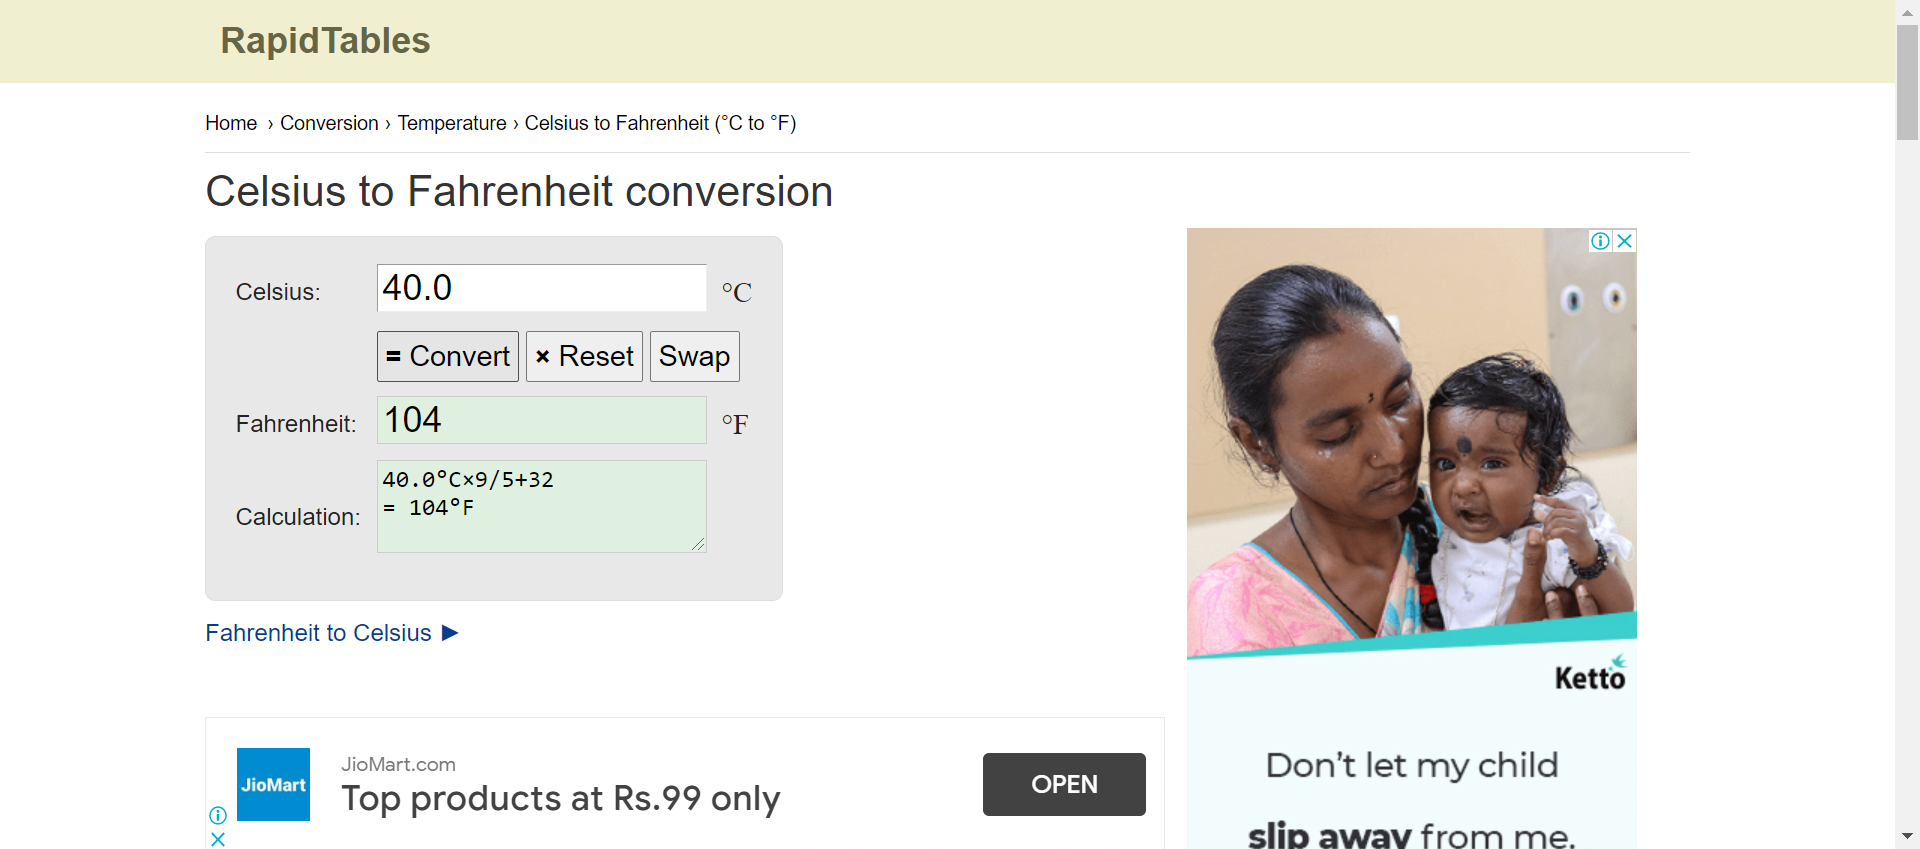 RapidTables
Home › Conversion › Temperature › Celsius to Fahrenheit (°C to °F)
Celsius to Fahrenheit conversion
Celsius: 40.0 °C
= Convert × Reset Swap
Fahrenheit: 104 °F
Calculation: 40.0°C×9/5+32
= 104°F
Fahrenheit to Celsius ►
JioMart
JioMart.com
Top products at Rs.99 only
OPEN
Ketto
Don't let my child
slip away from me.